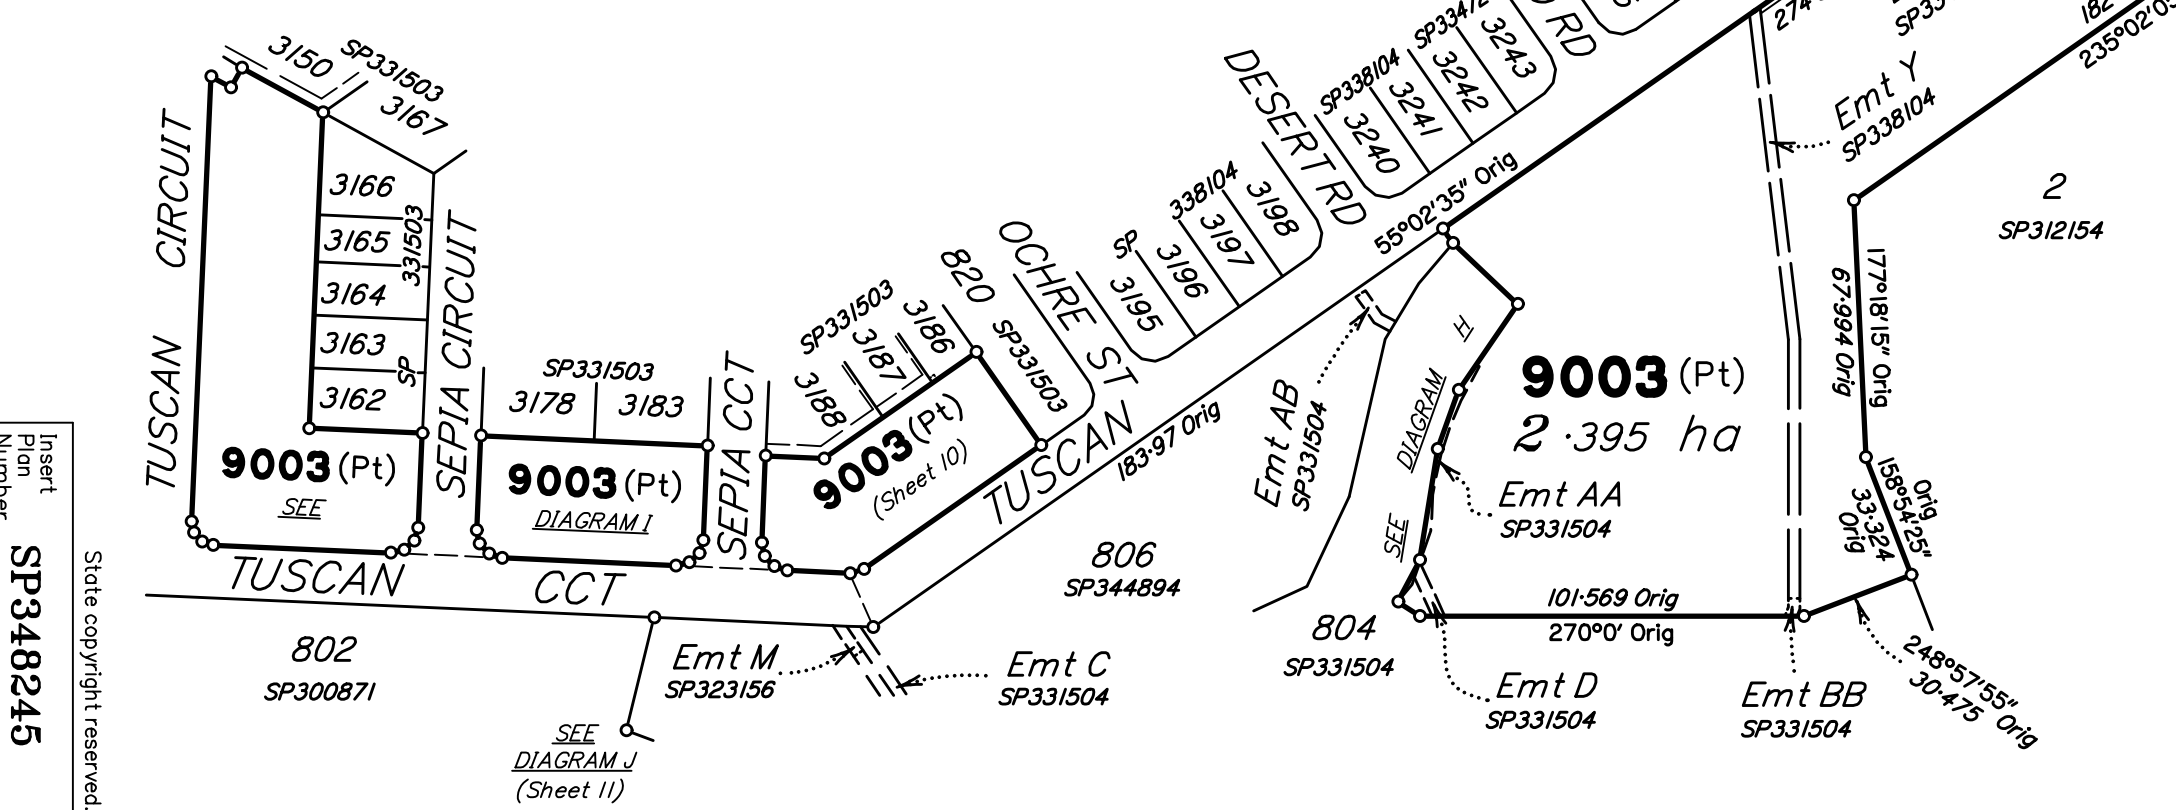 3150
SP331503
3167
TUSCAN CIRCUIT
3166
3165
3164
3163
3162
SP 331503
SEPIA CIRCUIT
9003 (Pt)
SEE
SP331503
3178
3183
9003 (Pt)
DIAGRAM I
SEPIA CCT
TUSCAN CCT
SP331503
3188
3187
3186
9003 (Pt)
(Sheet 10)
820
SP331503
OCHRE ST
TUSCAN
183·97 Orig
SP 338104
3195
3196
3197
3198
DESERT RD
SP338104
3240
3241
3242
3243
RD
55°02'35" Orig
Emt Y
SP338104
235°02'0
182
274
2
SP312154
177°18'15" Orig
67·994 Orig
158°54'25" Orig
33·324 Orig
9003 (Pt)
2·395 ha
SEE DIAGRAM H
Emt AB
SP331504
Emt AA
SP331504
806
SP344894
804
SP331504
101·569 Orig
270°0' Orig
248°57'55"
30·475 Orig
Emt D
SP331504
Emt BB
SP331504
802
SP300871
Emt M
SP323156
Emt C
SP331504
SEE
DIAGRAM J
(Sheet 11)
Insert
Plan
Number
SP348245
State copyright reserved.